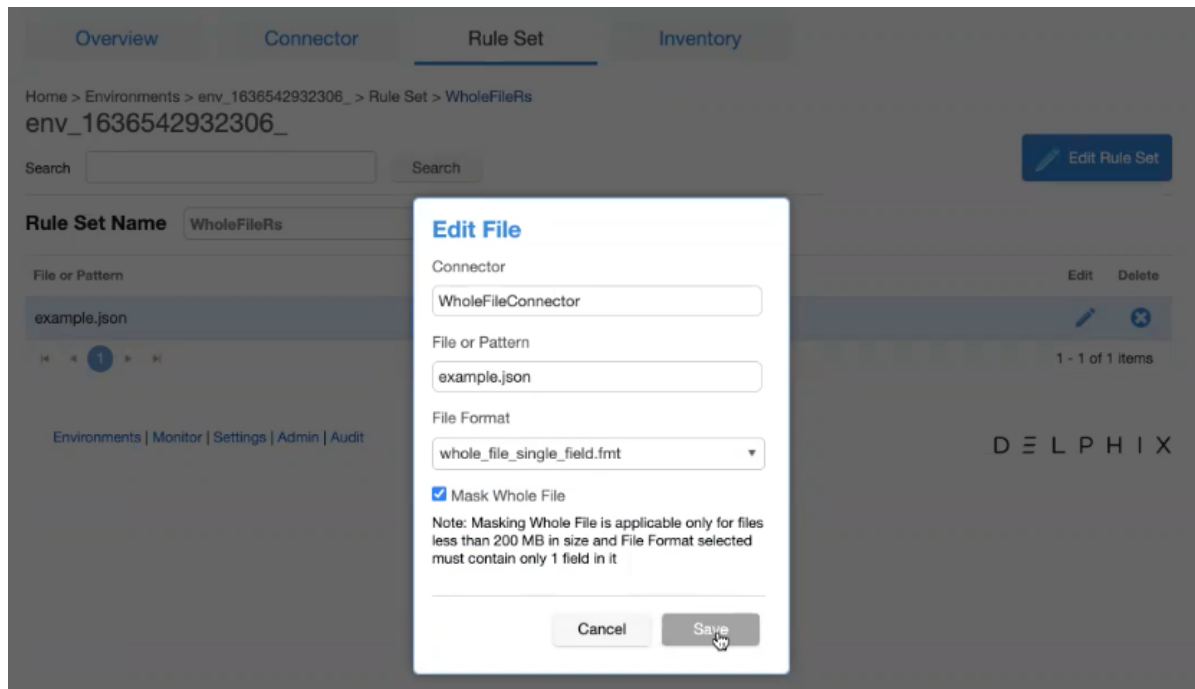 Overview Connector Rule Set Inventory
Home > Environments > env_1636542932306_ > Rule Set > WholeFileRs
env_1636542932306_
Search Search
Edit Rule Set
Rule Set Name WholeFileRs
File or Pattern Edit Delete
example.json
1
1 - 1 of 1 items
Environments | Monitor | Settings | Admin | Audit
DELPHIX
Edit File
Connector
WholeFileConnector
File or Pattern
example.json
File Format
whole_file_single_field.fmt
Mask Whole File
Note: Masking Whole File is applicable only for files
less than 200 MB in size and File Format selected
must contain only 1 field in it
Cancel Save